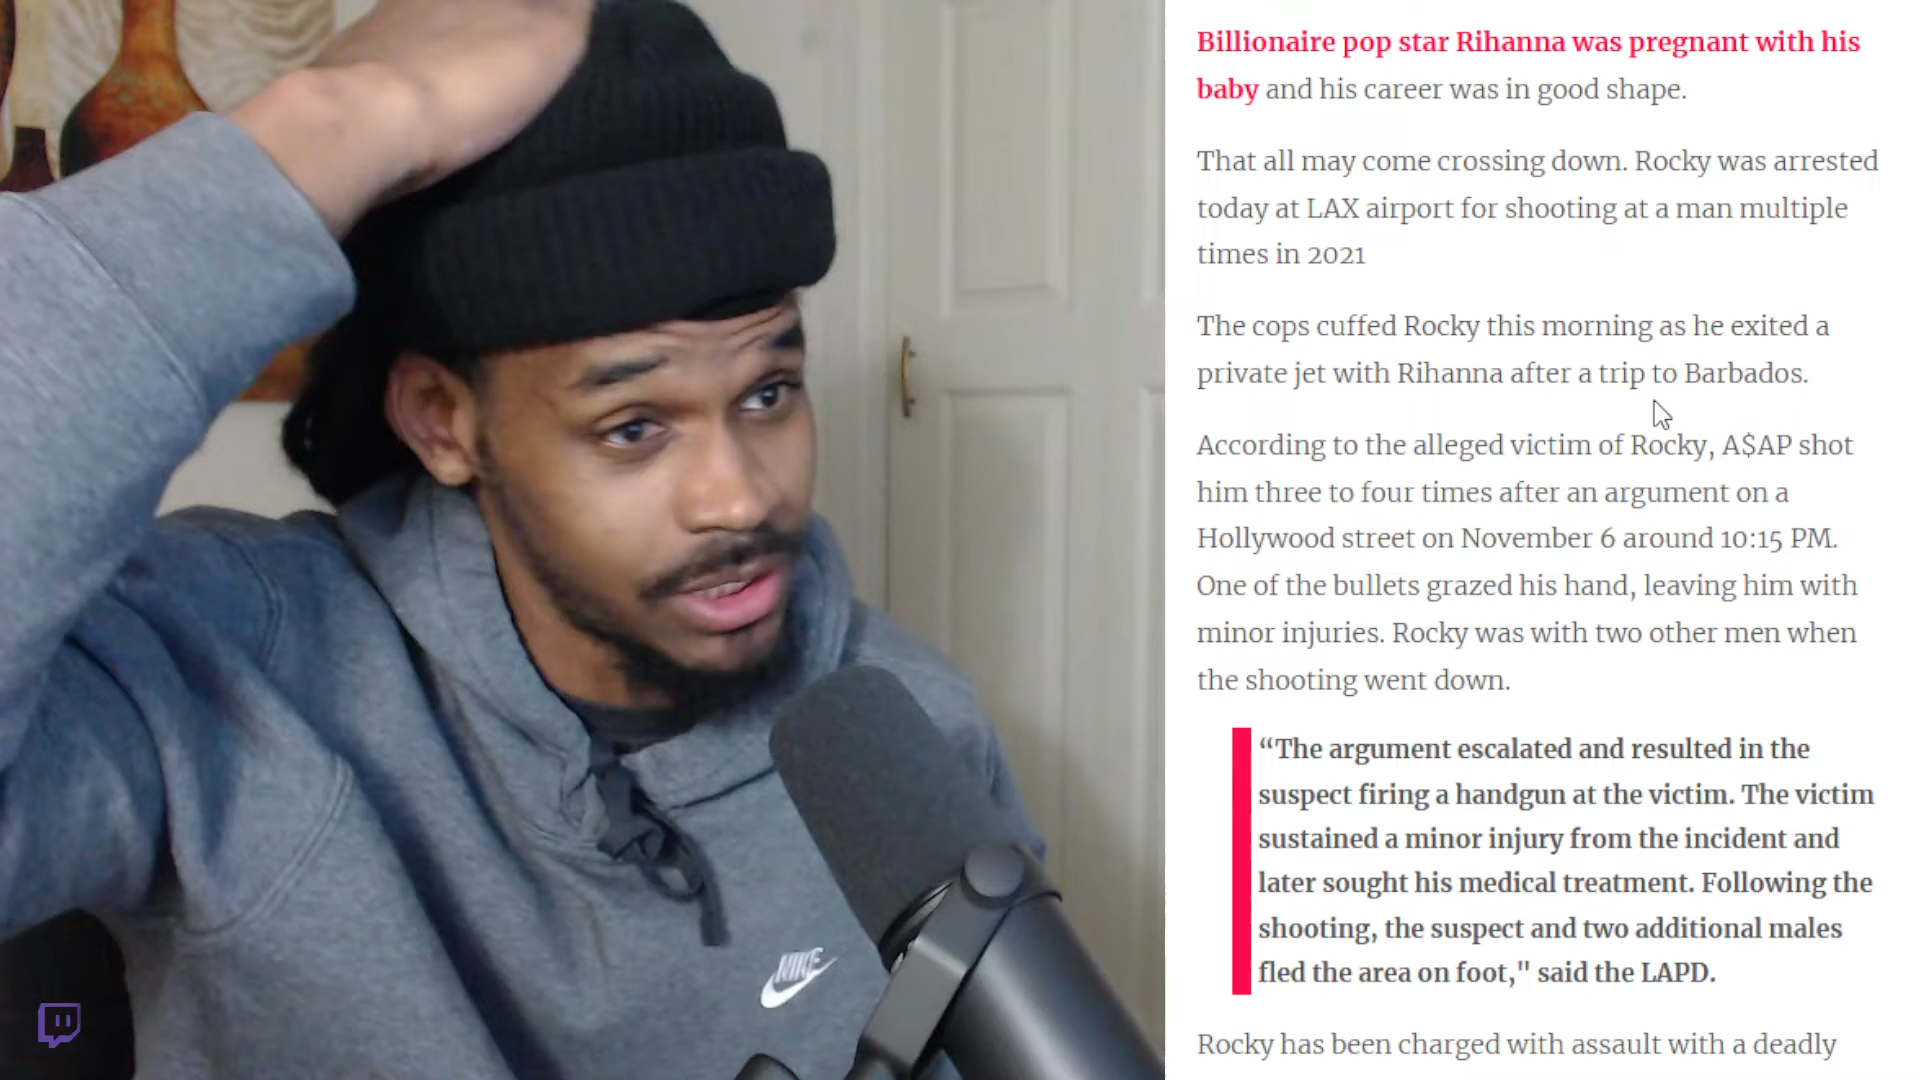 Billionaire pop star Rihanna was pregnant with his
baby and his career was in good shape.
That all may come crossing down. Rocky was arrested
today at LAX airport for shooting at a man multiple
times in 2021
The cops cuffed Rocky this morning as he exited a
private jet with Rihanna after a trip to Barbados.
According to the alleged victim of Rocky, A$AP shot
him three to four times after an argument on a
Hollywood street on November 6 around 10:15 PM.
One of the bullets grazed his hand, leaving him with
minor injuries. Rocky was with two other men when
the shooting went down.
“The argument escalated and resulted in the
suspect firing a handgun at the victim. The victim
sustained a minor injury from the incident and
later sought his medical treatment. Following the
shooting, the suspect and two additional males
fled the area on foot," said the LAPD.
Rocky has been charged with assault with a deadly
NIKE